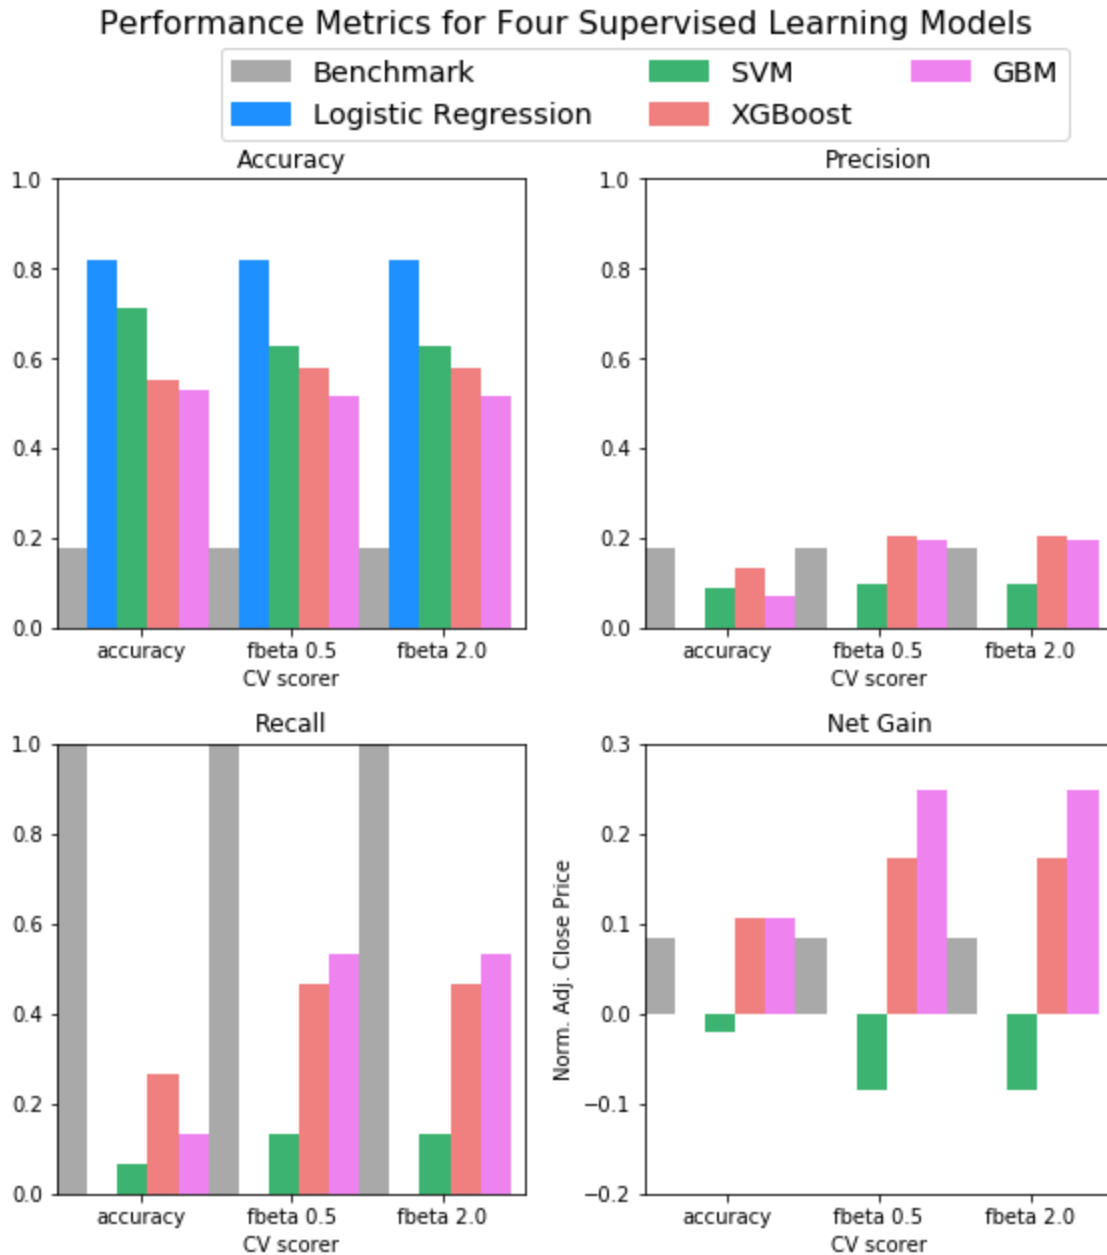 Performance Metrics for Four Supervised Learning Models
Benchmark SVM GBM
Logistic Regression XGBoost
Accuracy
1.0
0.8
0.6
0.4
0.2
0.0
accuracy fbeta 0.5 fbeta 2.0
CV scorer
Precision
1.0
0.8
0.6
0.4
0.2
0.0
accuracy fbeta 0.5 fbeta 2.0
CV scorer
Recall
1.0
0.8
0.6
0.4
0.2
0.0
accuracy fbeta 0.5 fbeta 2.0
CV scorer
Net Gain
Norm. Adj. Close Price
0.3
0.2
0.1
0.0
−0.1
−0.2
accuracy fbeta 0.5 fbeta 2.0
CV scorer